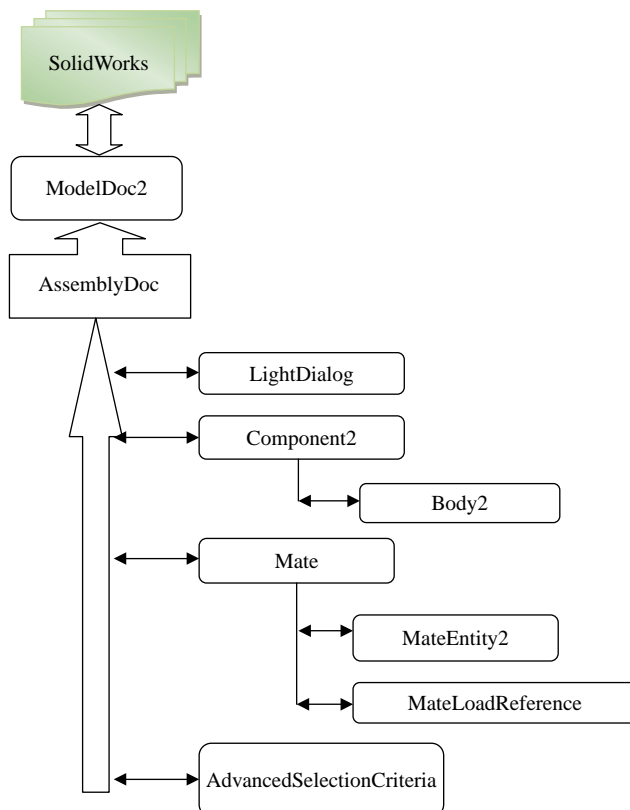 SolidWorks
ModelDoc2
AssemblyDoc
LightDialog
Component2
Body2
Mate
MateEntity2
MateLoadReference
AdvancedSelectionCriteria